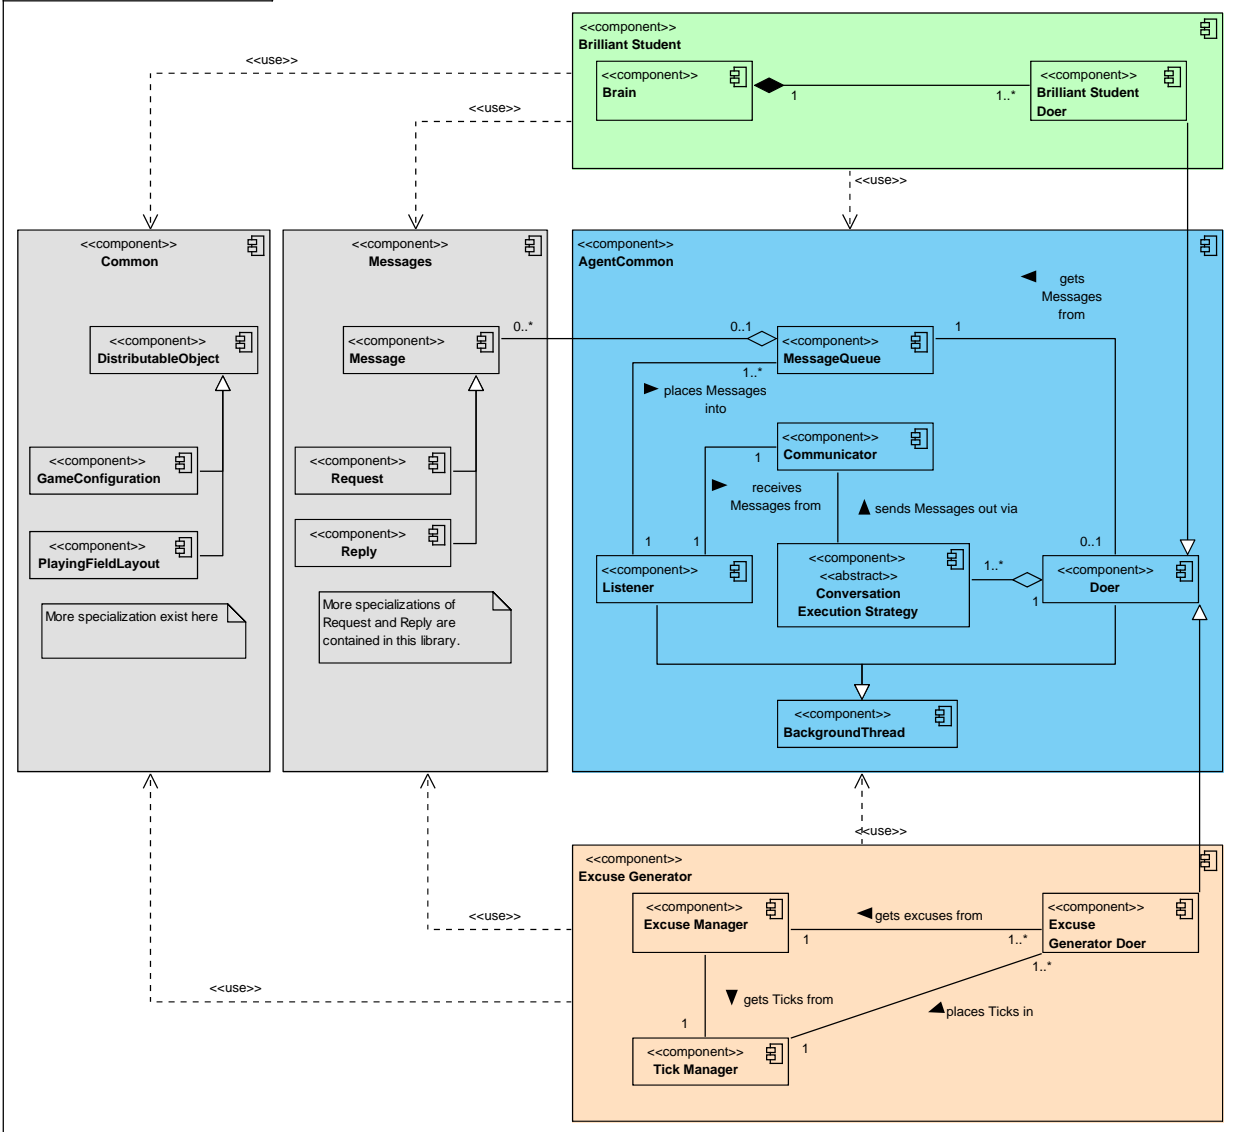 <<component>>
Brilliant Student
<<component>>
Brain
1
1..*
<<component>>
Brilliant Student
Doer
<<use>>
<<use>>
<<use>>
<<component>>
Common
<<component>>
DistributableObject
<<component>>
GameConfiguration
<<component>>
PlayingFieldLayout
More specialization exist here
<<component>>
Messages
<<component>>
Message
<<component>>
Request
<<component>>
Reply
More specializations of
Request and Reply are
contained in this library.
<<component>>
AgentCommon
gets
Messages
from
0..*
0..1
<<component>>
MessageQueue
1
1..*
places Messages
into
<<component>>
Communicator
1
receives
Messages from
sends Messages out via
1
1
0..1
<<component>>
Listener
<<component>>
<<abstract>>
Conversation
Execution Strategy
1..*
1
<<component>>
Doer
<<component>>
BackgroundThread
<<use>>
<<component>>
Excuse Generator
<<component>>
Excuse Manager
gets excuses from
1
1..*
<<component>>
Excuse
Generator Doer
1..*
<<use>>
<<use>>
gets Ticks from
places Ticks in
1
1
<<component>>
Tick Manager